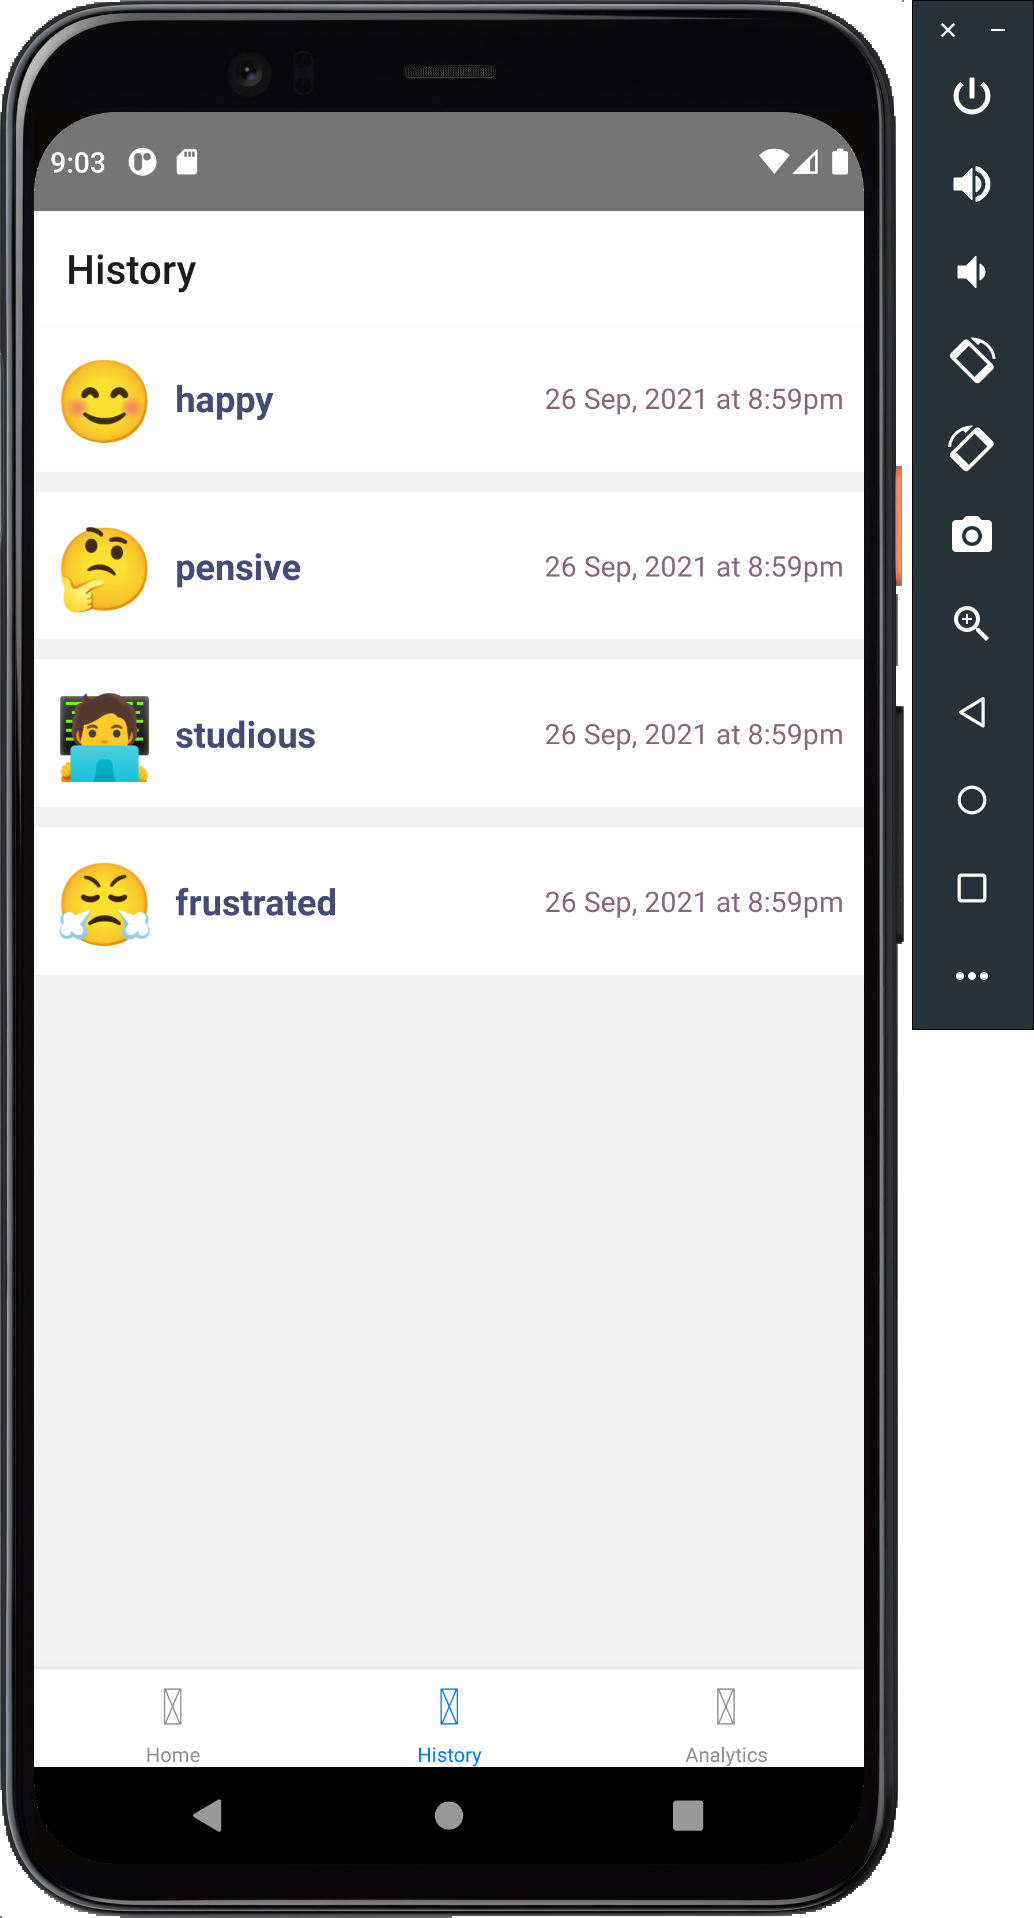 9:03
History
happy 26 Sep, 2021 at 8:59pm
pensive 26 Sep, 2021 at 8:59pm
studious 26 Sep, 2021 at 8:59pm
frustrated 26 Sep, 2021 at 8:59pm
Home History Analytics